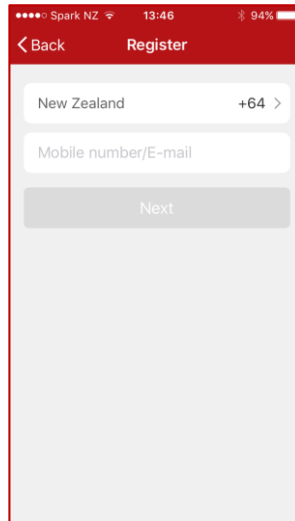 Spark NZ 13:46 94%
Back Register
New Zealand +64
Mobile number/E-mail
Next